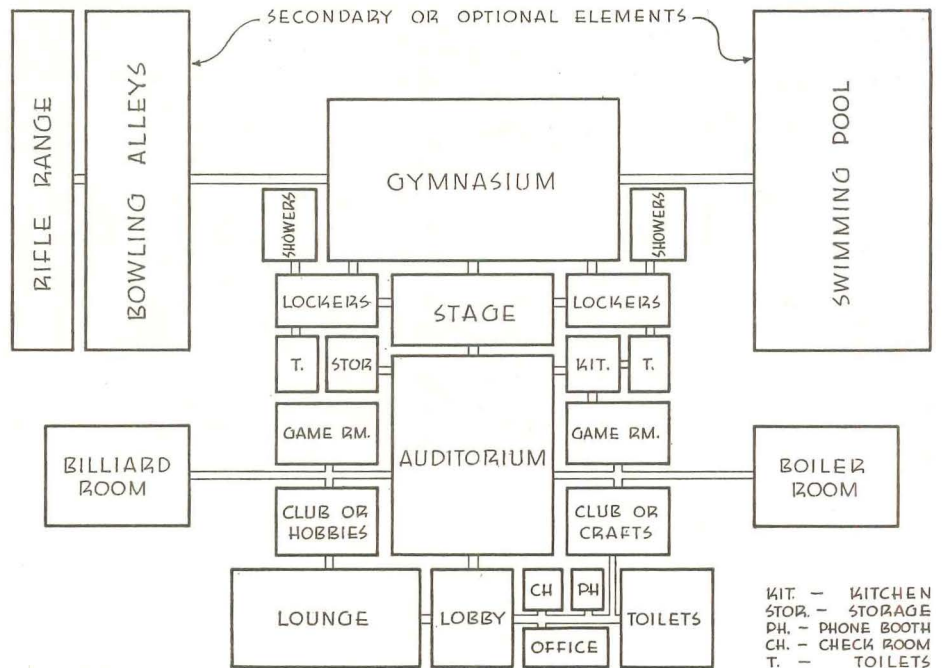 SECONDARY OR OPTIONAL ELEMENTS
RIFLE RANGE
BOWLING ALLEYS
GYMNASIUM
SWIMMING POOL
SHOWERS
SHOWERS
LOCKERS
STAGE
LOCKERS
T.
STOR
KIT.
T.
GAME RM.
AUDITORIUM
GAME RM.
BILLIARD
ROOM
BOILER
ROOM
CLUB OR
HOBBIES
CLUB OR
CRAFTS
LOUNGE
LOBBY
CH
PH
OFFICE
TOILETS
KIT. – KITCHEN
STOR. – STORAGE
PH. – PHONE BOOTH
CH. – CHECK ROOM
T. – TOILETS